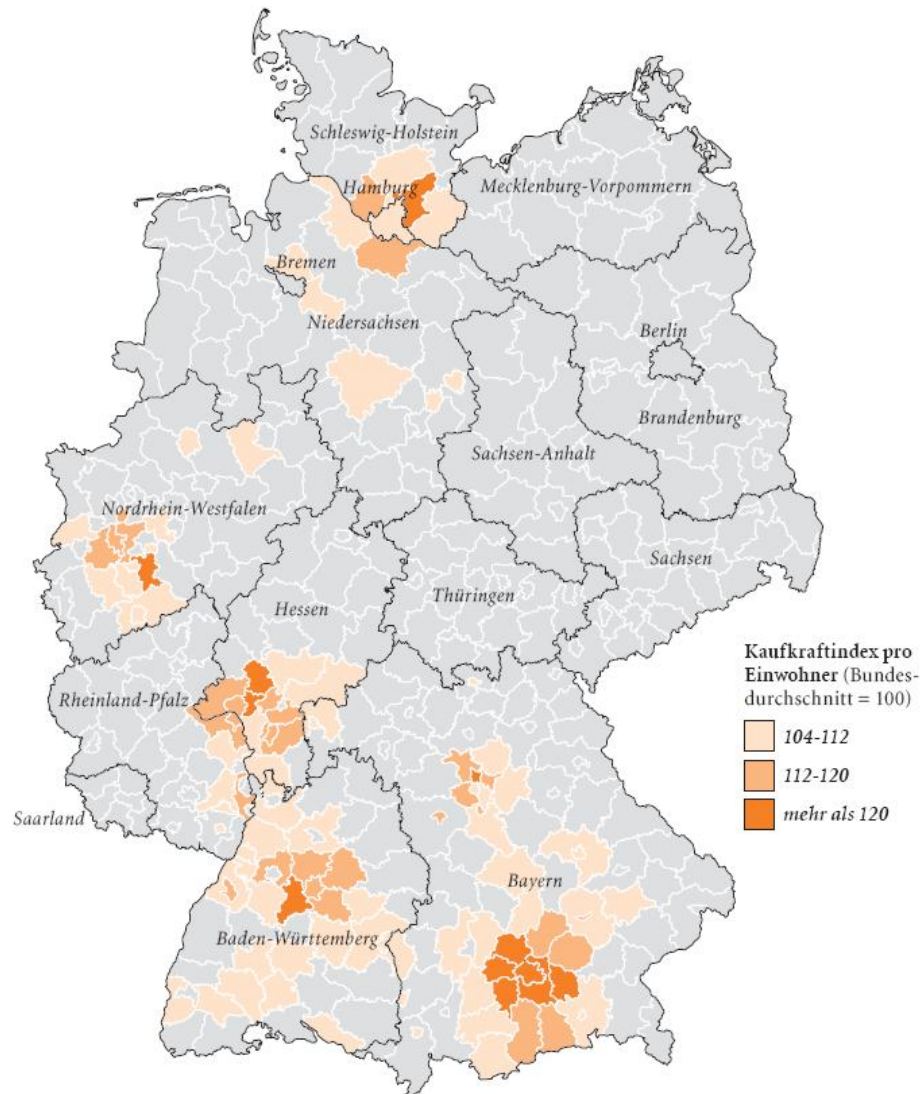 Schleswig-Holstein
Hamburg
Mecklenburg-Vorpommern
Bremen
Niedersachsen
Berlin
Brandenburg
Sachsen-Anhalt
Nordrhein-Westfalen
Sachsen
Thüringen
Hessen
Rheinland-Pfalz
Saarland
Bayern
Baden-Württemberg
Kaufkraftindex pro
Einwohner (Bundes-
durchschnitt = 100)
104-112
112-120
mehr als 120